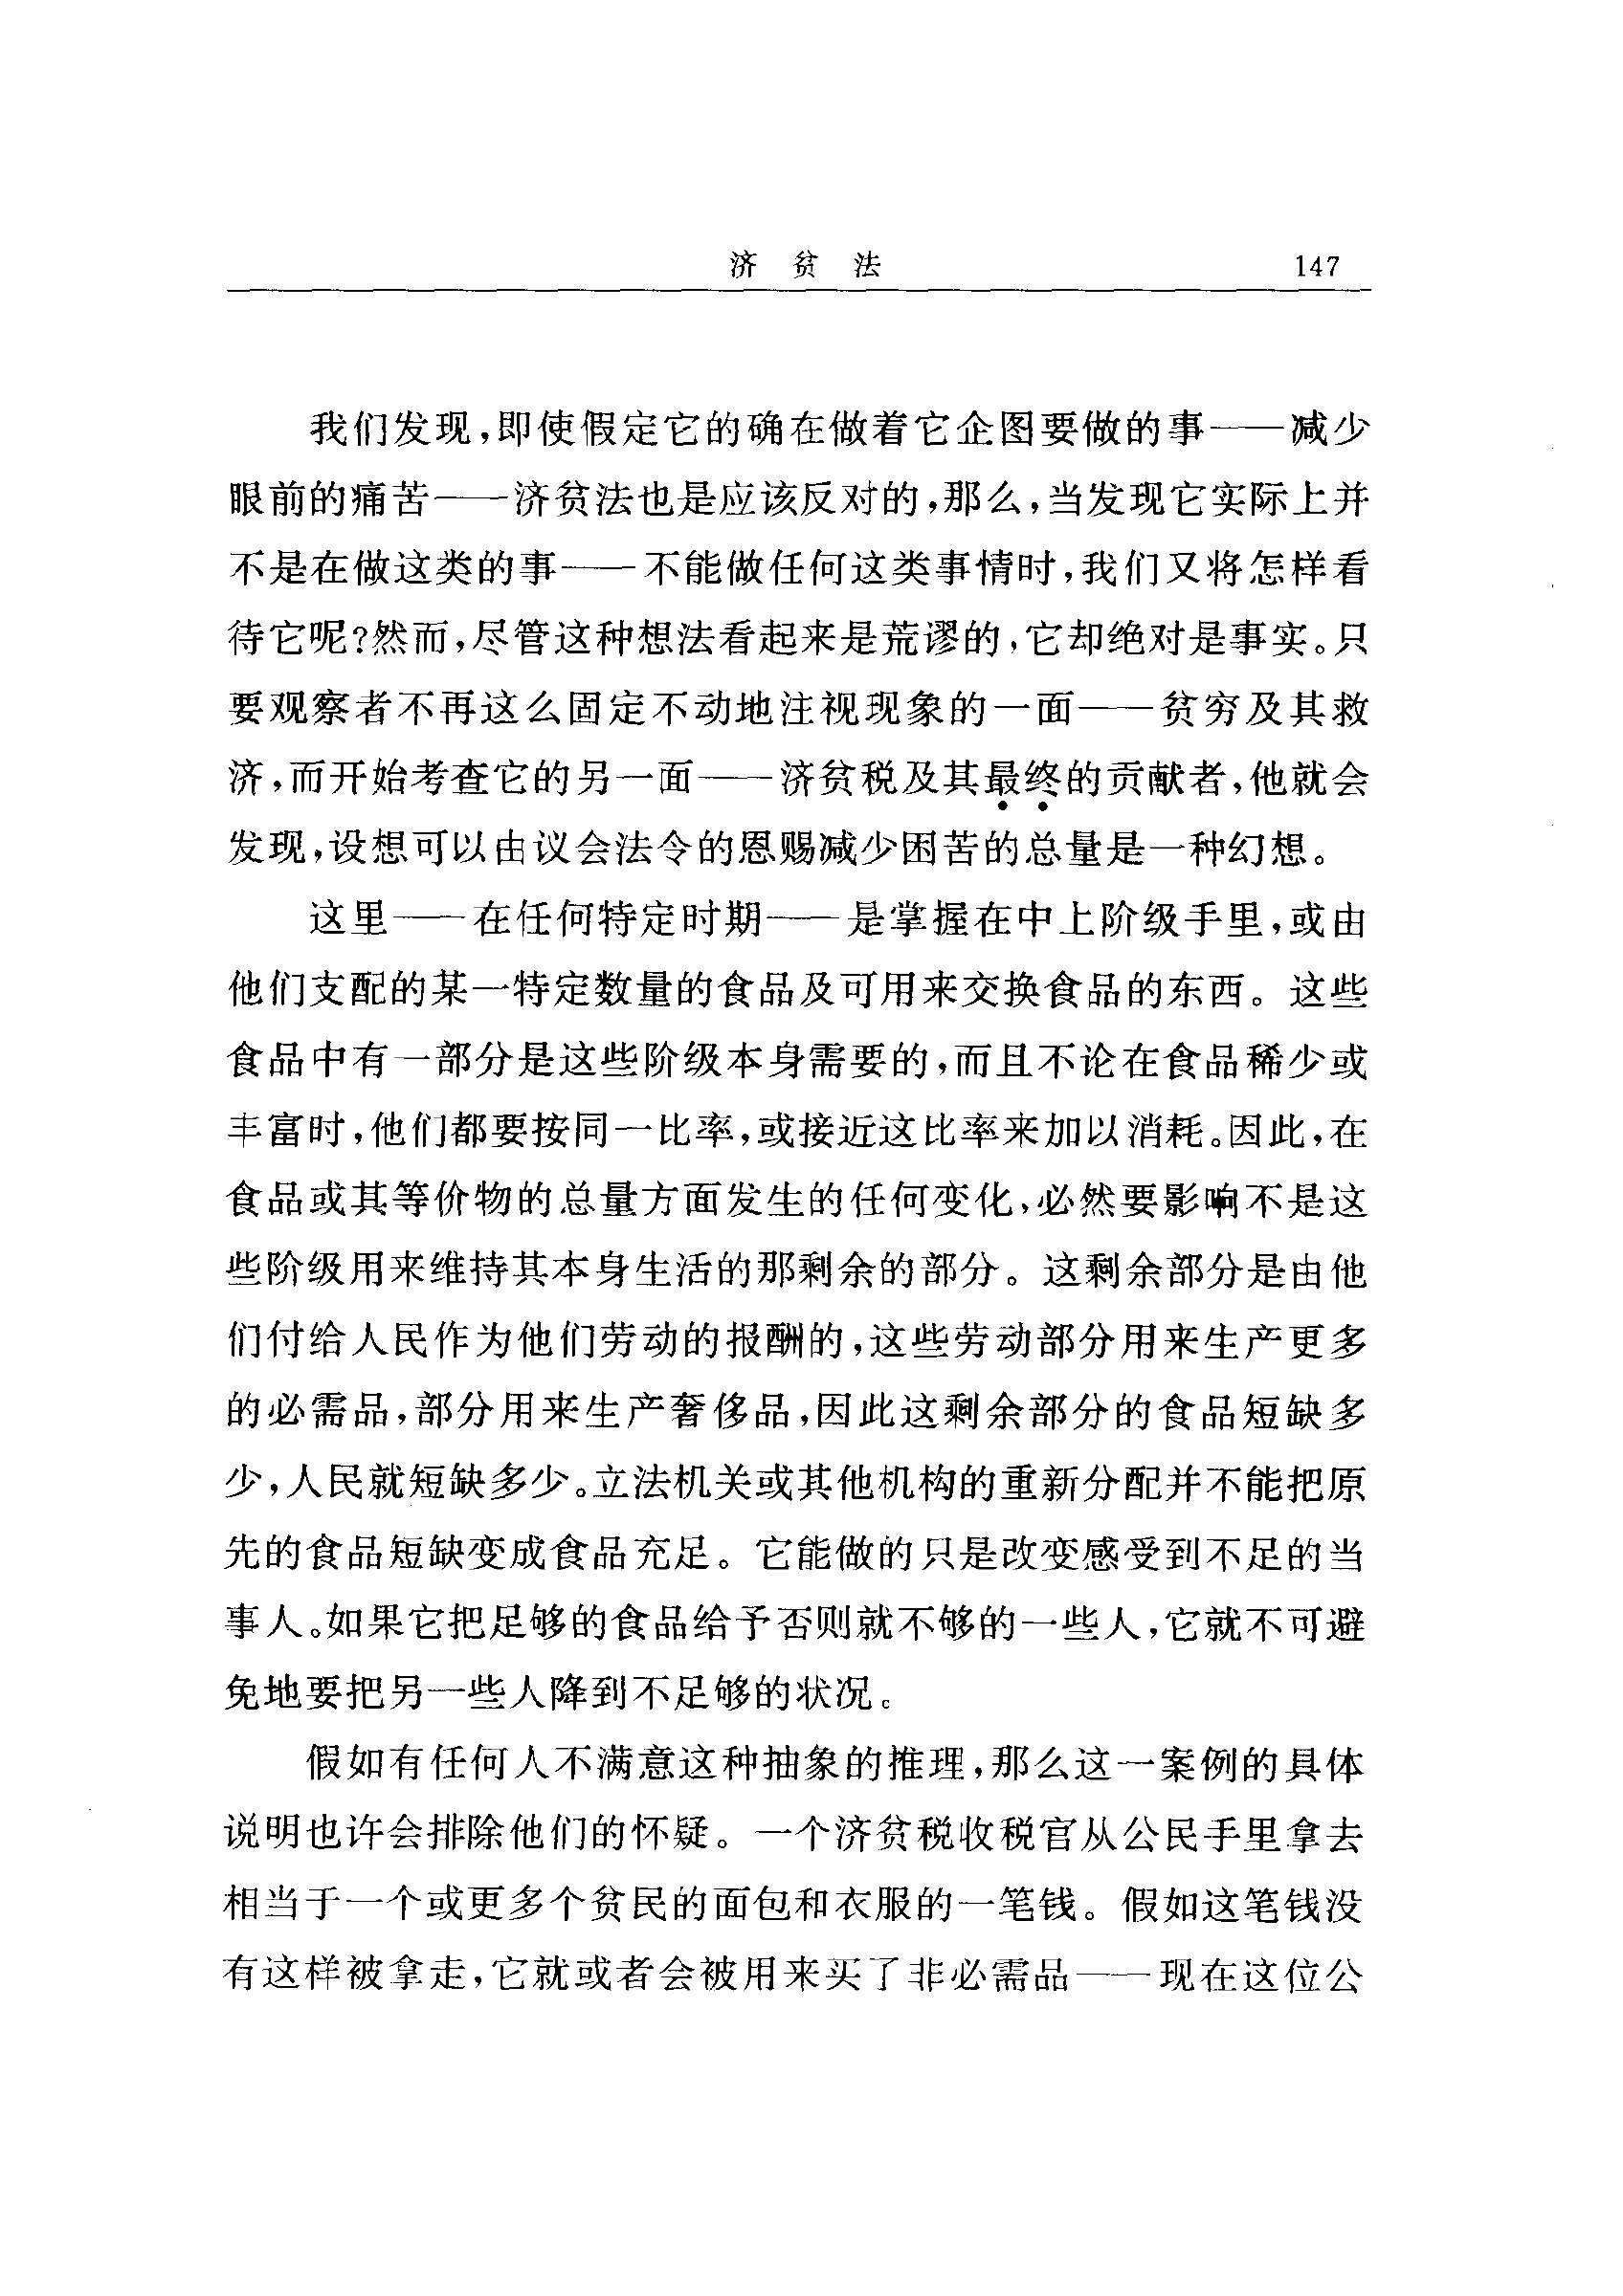 济贫法 147
我们发现,即使假定它的确在做着它企图要做的事——减少
眼前的痛苦——济贫法也是应该反对的,那么,当发现它实际上并
不是在做这类的事——不能做任何这类事情时,我们又将怎样看
待它呢?然而,尽管这种想法看起来是荒谬的,它却绝对是事实。只
要观察者不再这么固定不动地注视现象的一面——贫穷及其救
济,而开始考查它的另一面——济贫税及其最终的贡献者,他就会
发现,设想可以由议会法令的恩赐减少困苦的总量是一种幻想。
这里——在任何特定时期——是掌握在中上阶级手里,或由
他们支配的某一特定数量的食品及可用来交换食品的东西。这些
食品中有一部分是这些阶级本身需要的,而且不论在食品稀少或
丰富时,他们都要按同一比率,或接近这比率来加以消耗。因此,在
食品或其等价物的总量方面发生的任何变化,必然要影响不是这
些阶级用来维持其本身生活的那剩余的部分。这剩余部分是由他
们付给人民作为他们劳动的报酬的,这些劳动部分用来生产更多
的必需品,部分用来生产奢侈品,因此这剩余部分的食品短缺多
少,人民就短缺多少。立法机关或其他机构的重新分配并不能把原
先的食品短缺变成食品充足。它能做的只是改变感受到不足的当
事人。如果它把足够的食品给予否则就不够的一些人,它就不可避
免地要把另一些人降到不足够的状况。
假如有任何人不满意这种抽象的推理,那么这一案例的具体
说明也许会排除他们的怀疑。一个济贫税收税官从公民手里拿去
相当于一个或更多个贫民的面包和衣服的一笔钱。假如这笔钱没
有这样被拿走,它就或者会被用来买了非必需品——现在这位公